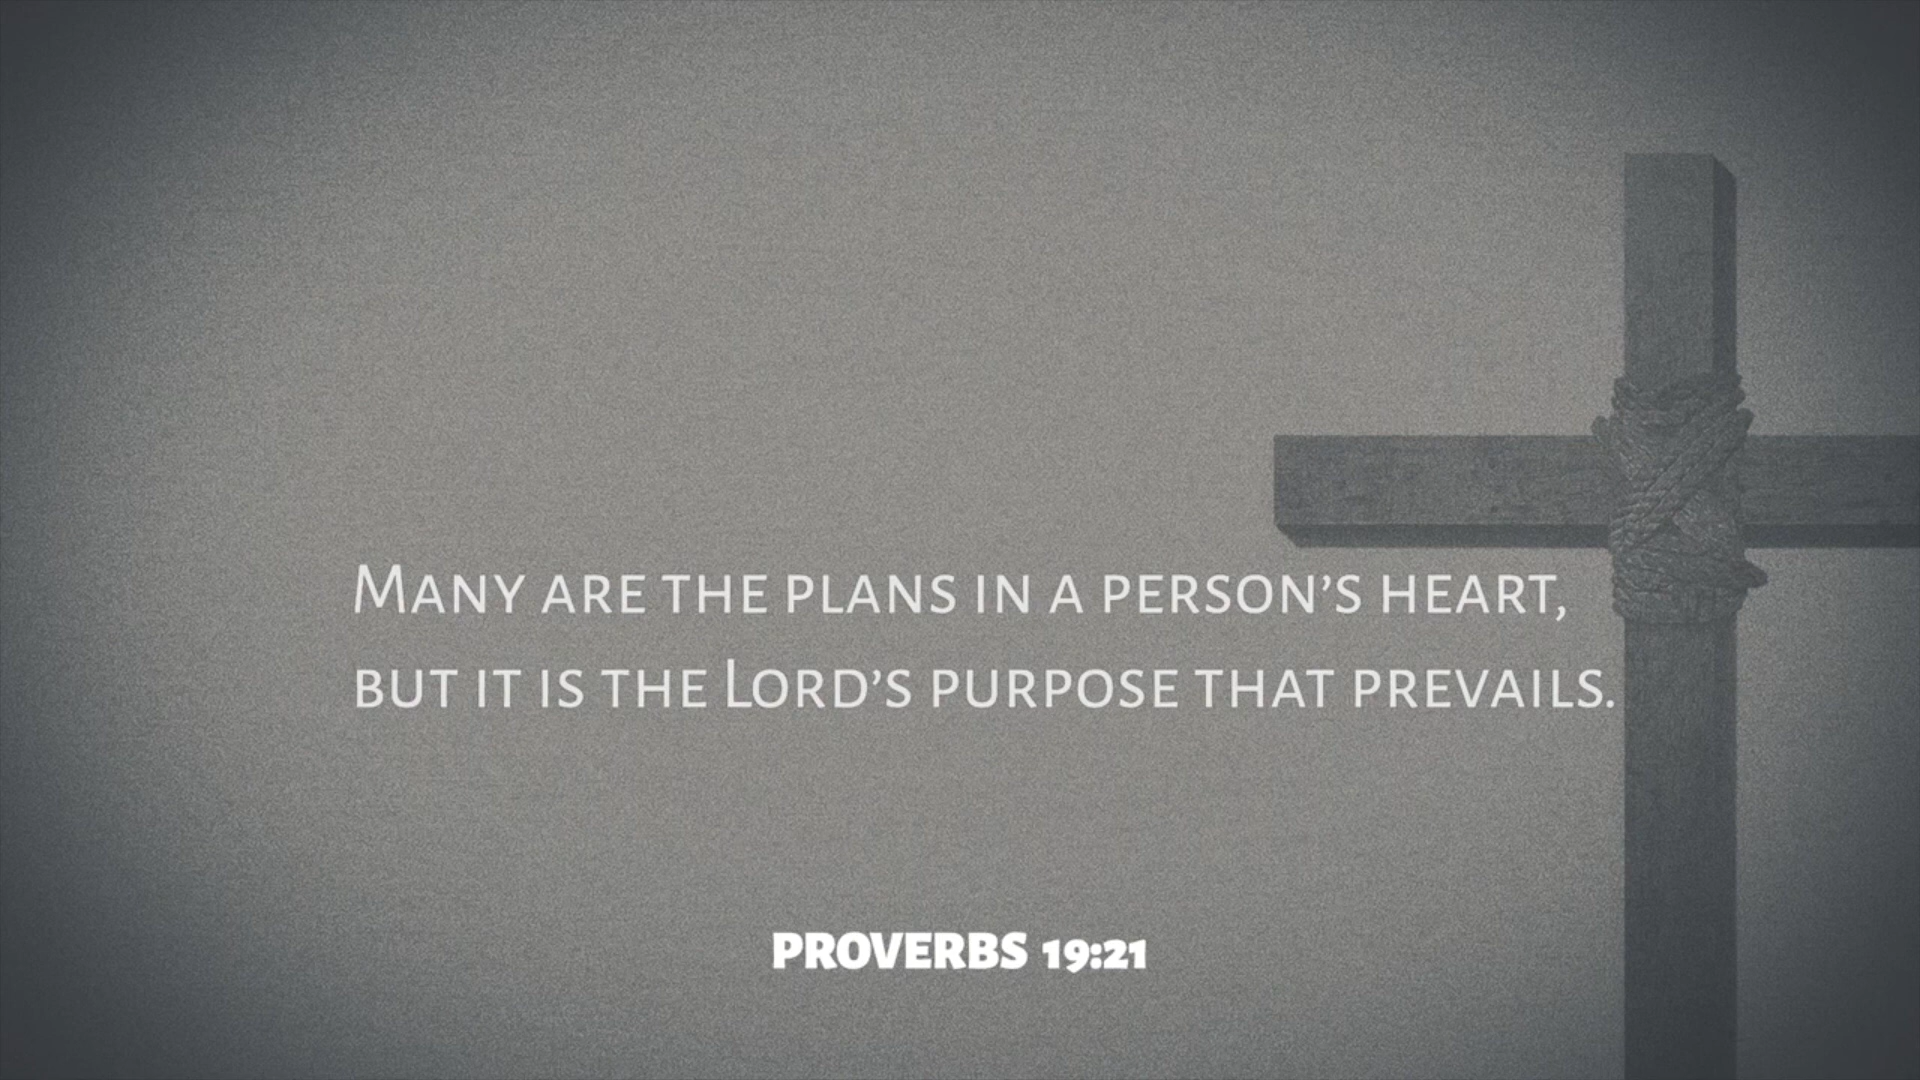 Many are the plans in a person’s heart,
but it is the Lord’s purpose that prevails.
PROVERBS 19:21